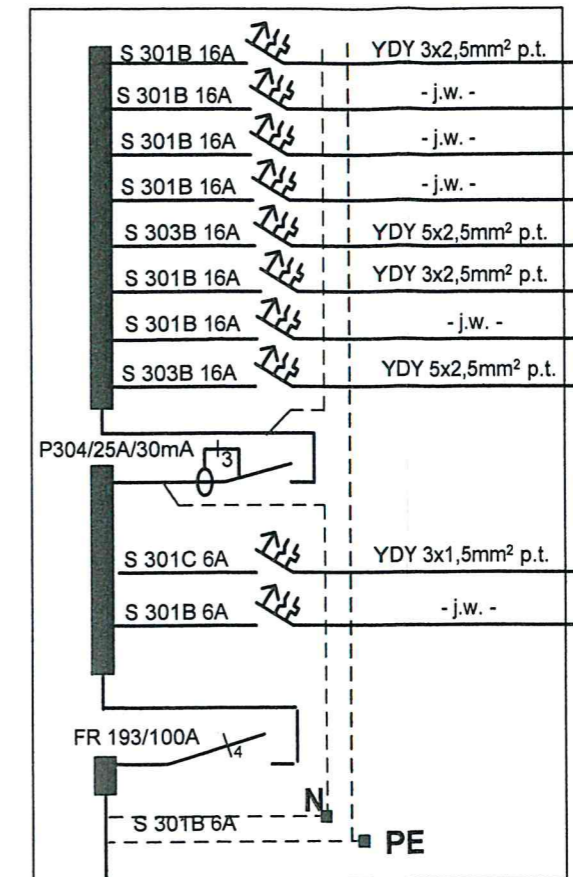 S 301B 16A YDY 3x2,5mm² p.t.
S 301B 16A - j.w. -
S 301B 16A - j.w. -
S 301B 16A - j.w. -
S 303B 16A YDY 5x2,5mm² p.t.
S 301B 16A YDY 3x2,5mm² p.t.
S 301B 16A - j.w. -
S 303B 16A YDY 5x2,5mm² p.t.
P304/25A/30mA 3
S 301C 6A YDY 3x1,5mm² p.t.
S 301B 6A - j.w. -
FR 193/100A 4
N
S 301B 6A
PE